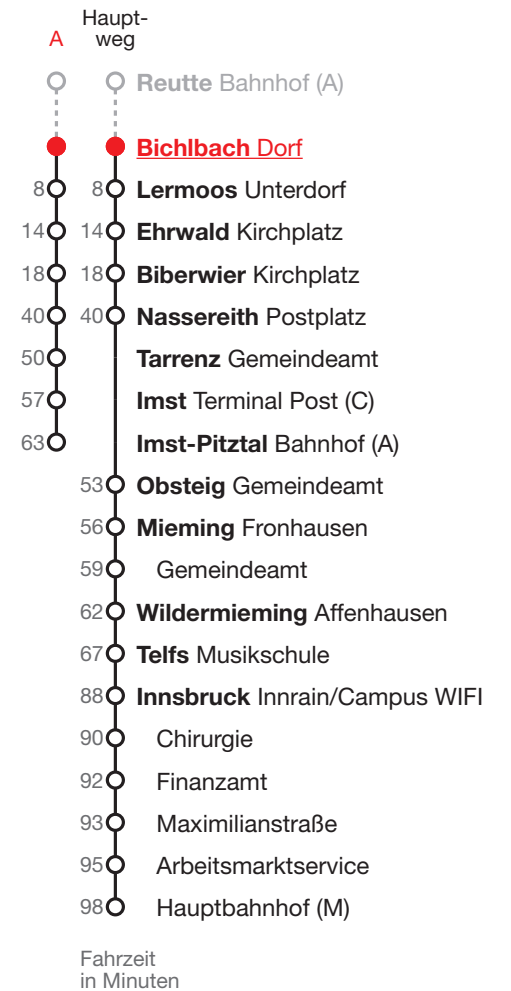 Haupt-
A weg
Reutte Bahnhof (A)
Bichlbach Dorf
8 8 Lermoos Unterdorf
14 14 Ehrwald Kirchplatz
18 18 Biberwier Kirchplatz
40 40 Nassereith Postplatz
50 Tarrenz Gemeindeamt
57 Imst Terminal Post (C)
63 Imst-Pitztal Bahnhof (A)
53 Obsteig Gemeindeamt
56 Mieming Fronhausen
59 Gemeindeamt
62 Wildermieming Affenhausen
67 Telfs Musikschule
88 Innsbruck Innrain/Campus WIFI
90 Chirurgie
92 Finanzamt
93 Maximilianstraße
95 Arbeitsmarktservice
98 Hauptbahnhof (M)
Fahrzeit
in Minuten